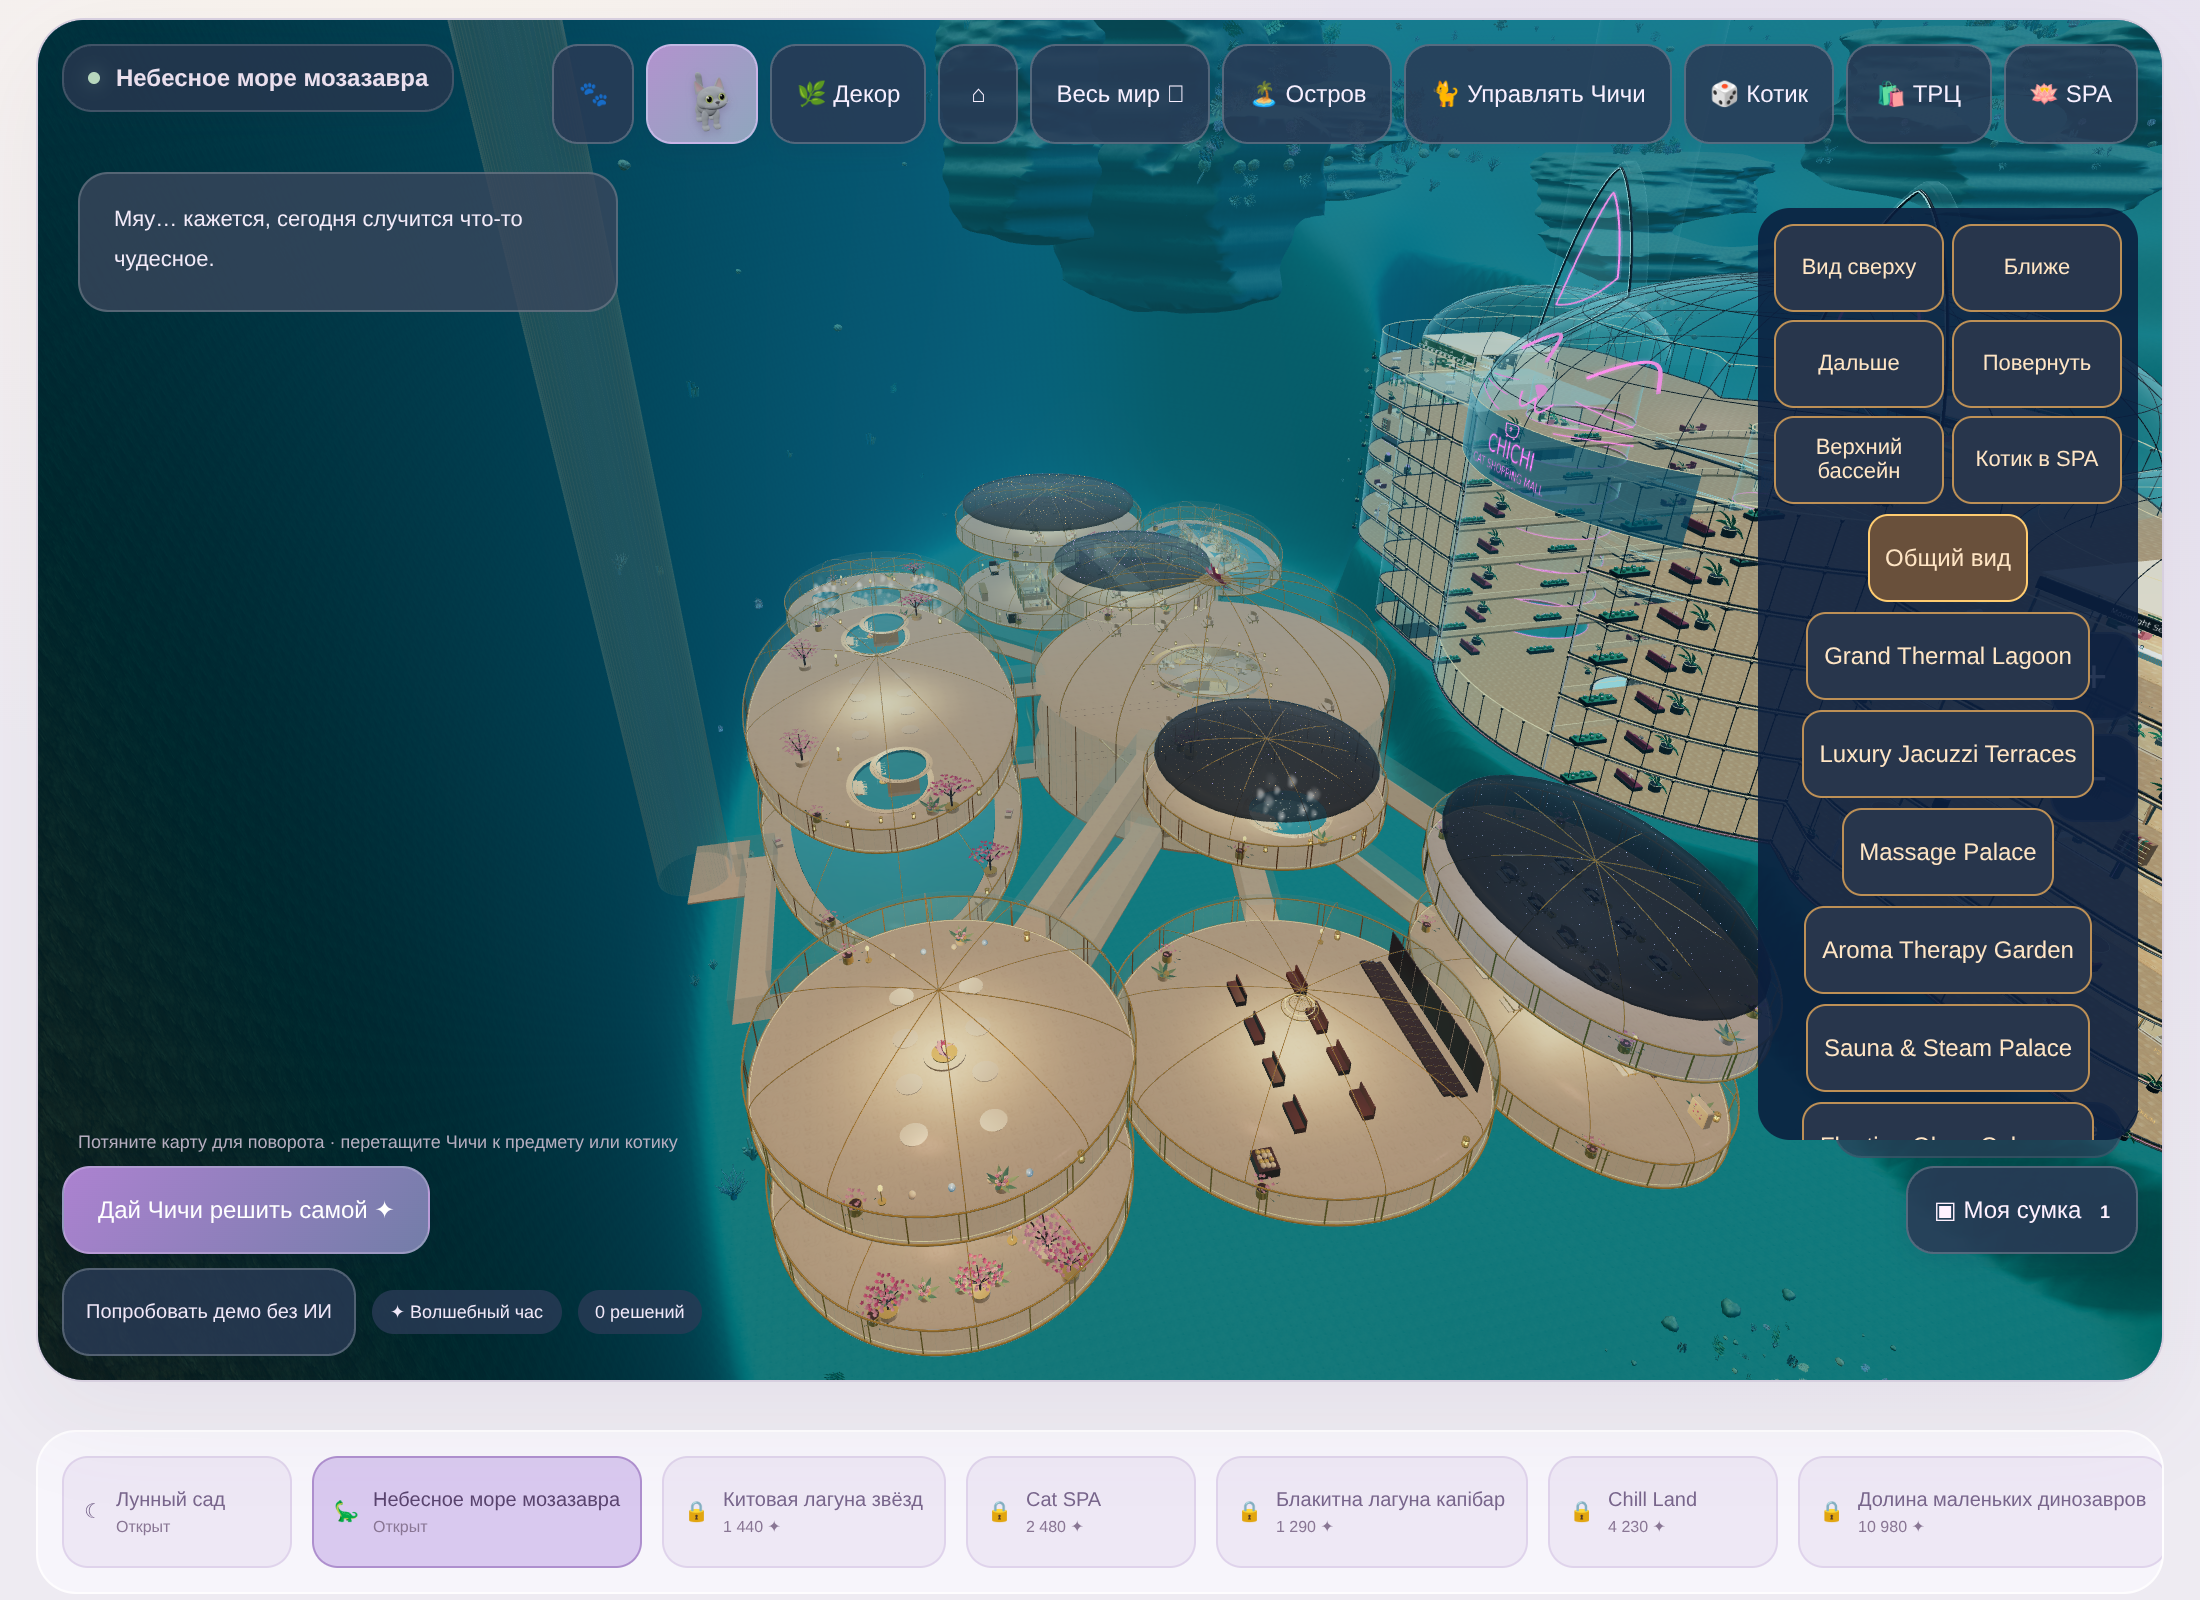 Небесное море мозазавра
🌿 Декор
Весь мир
🏝️ Остров
🐈 Управлять Чичи
🎲 Котик
🛍️ ТРЦ
🪷 SPA
Мяу… кажется, сегодня случится что-то
чудесное.
Вид сверху
Ближе
Дальше
Повернуть
Верхний
бассейн
Котик в SPA
CHICHI
CAT SHOPPING MALL
Общий вид
Grand Thermal Lagoon
Luxury Jacuzzi Terraces
Massage Palace
Aroma Therapy Garden
Sauna & Steam Palace
Потяните карту для поворота · перетащите Чичи к предмету или котику
Дай Чичи решить самой ✦
▣ Моя сумка 1
Попробовать демо без ИИ
✦ Волшебный час
0 решений
Лунный сад
Открыт
Небесное море мозазавра
Открыт
Китовая лагуна звёзд
1 440 ✦
Cat SPA
2 480 ✦
Блакитна лагуна капібар
1 290 ✦
Chill Land
4 230 ✦
Долина маленьких динозавров
10 980 ✦